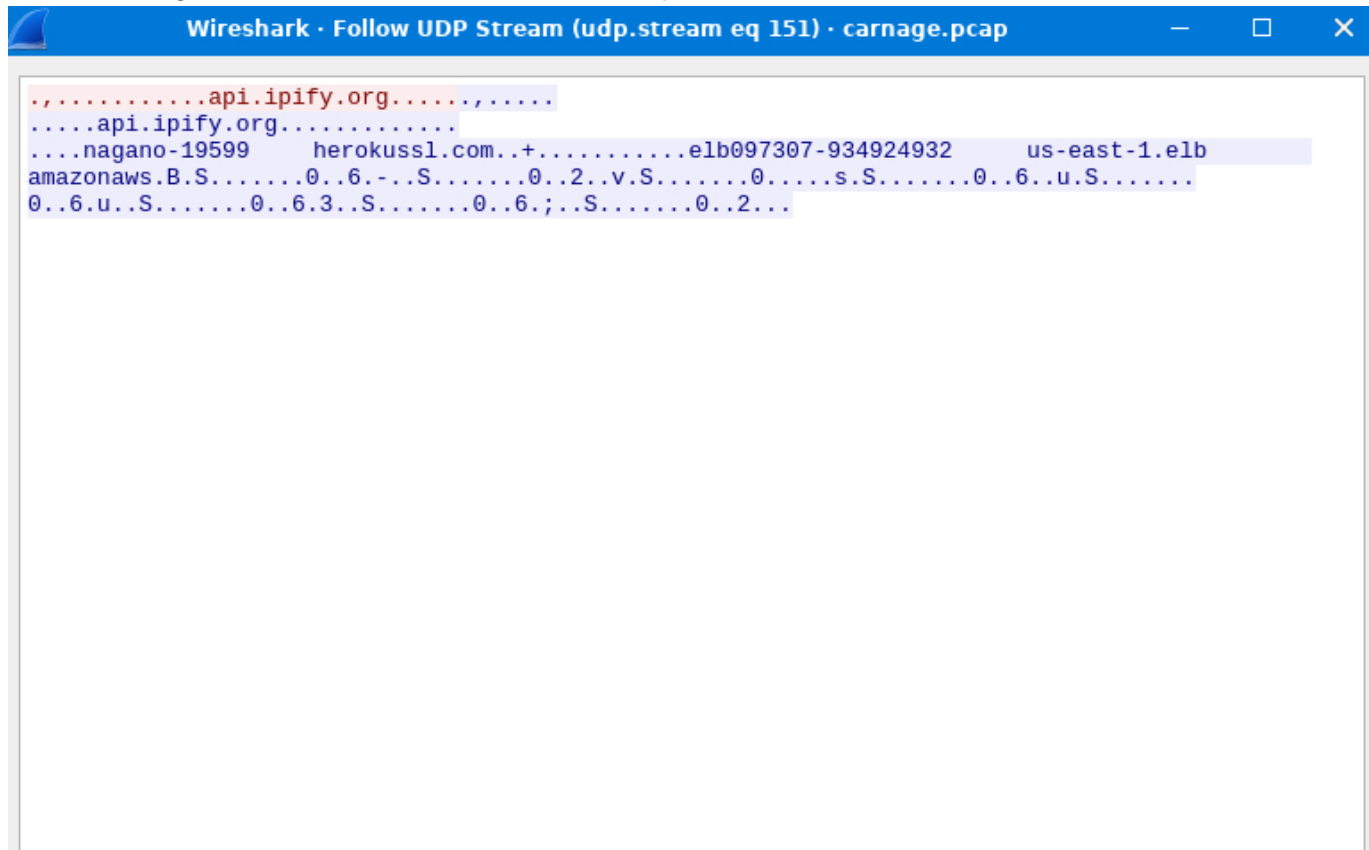 Wireshark · Follow UDP Stream (udp.stream eq 151) · carnage.pcap
.,...........api.ipify.org......,.....
.....api.ipify.org.............
....nagano-19599    herokussl.com..+...........elb097307-934924932    us-east-1.elb
amazonaws.B.S.......0..6.-..S.......0..2..v.S.......0.....s.S.......0..6..u.S.......
0..6.u..S.......0..6.3..S.......0..6.;..S.......0..2...